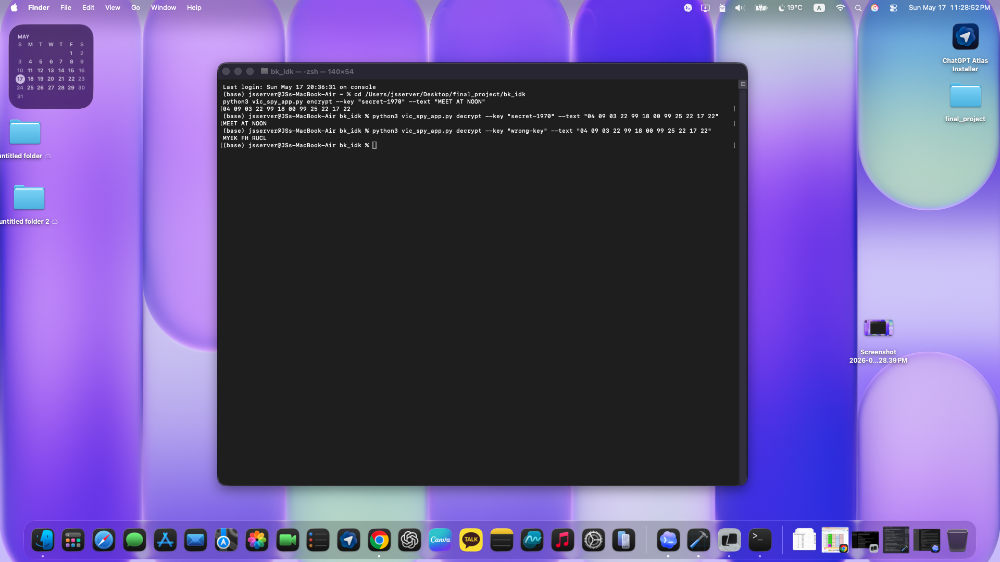 Finder File Edit View Go Window Help
19°C A Sun May 17 11:28:52 PM
MAY
S M T W T F S
1 2
3 4 5 6 7 8 9
10 11 12 13 14 15 16
17 18 19 20 21 22 23
24 25 26 27 28 29 30
31
untitled folder
untitled folder 2
bk_idk — -zsh — 140×54
Last login: Sun May 17 20:36:31 on console
(base) jsserver@JSs-MacBook-Air ~ % cd /Users/jsserver/Desktop/final_project/bk_idk
python3 vic_spy_app.py encrypt --key "secret-1970" --text "MEET AT NOON"
[04 09 03 22 99 18 00 99 25 22 17 22 ]
(base) jsserver@JSs-MacBook-Air bk_idk % python3 vic_spy_app.py decrypt --key "secret-1970" --text "04 09 03 22 99 18 00 99 25 22 17 22"
[MEET AT NOON ]
(base) jsserver@JSs-MacBook-Air bk_idk % python3 vic_spy_app.py decrypt --key "wrong-key" --text "04 09 03 22 99 18 00 99 25 22 17 22"
MYEK FH RUCL
[(base) jsserver@JSs-MacBook-Air bk_idk % ]
ChatGPT Atlas
Installer
final_project
Screenshot
2026-0...28.39 PM
Canva
TALK